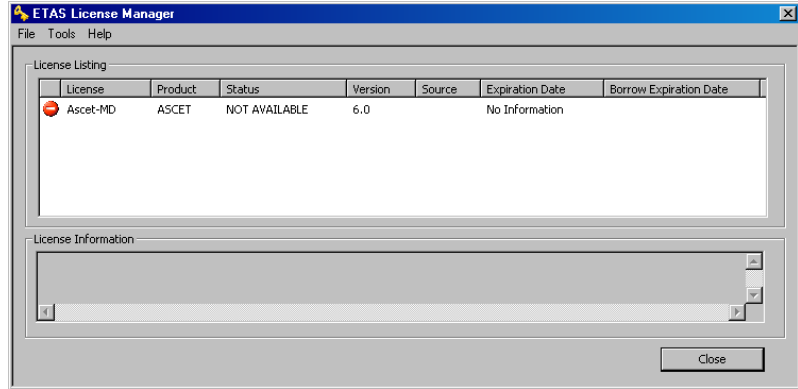 ETAS License Manager
File Tools Help
License Listing
License Product Status Version Source Expiration Date Borrow Expiration Date
Ascet-MD ASCET NOT AVAILABLE 6.0 No Information
License Information
Close